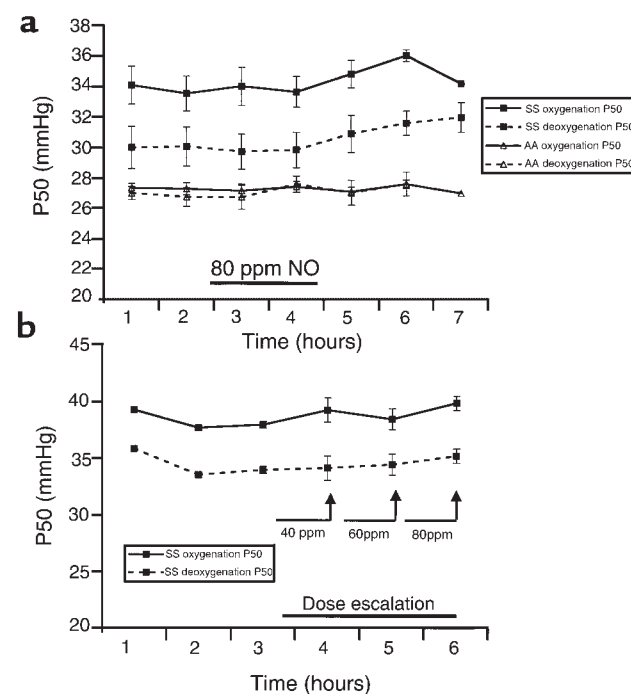 a
38
36
34
32
30
28
26
24
22
20
P50 (mmHg)
SS oxygenation P50
SS deoxygenation P50
AA oxygenation P50
AA deoxygenation P50
80 ppm NO
1 2 3 4 5 6 7
Time (hours)
b
45
40
35
30
25
20
P50 (mmHg)
40 ppm 60ppm 80ppm
SS oxygenation P50
SS deoxygenation P50
Dose escalation
1 2 3 4 5 6
Time (hours)